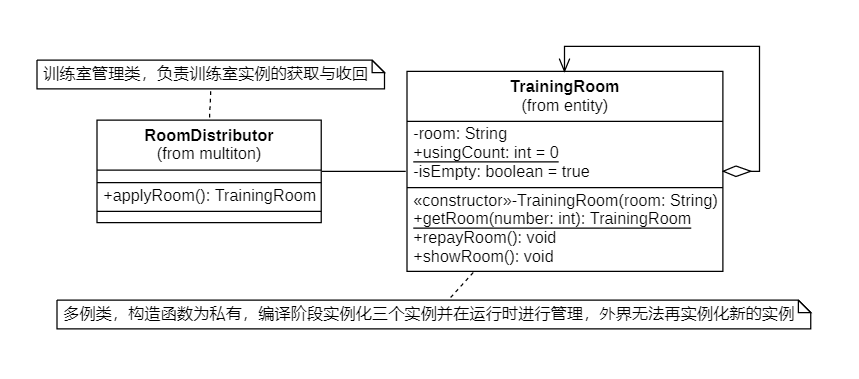 训练室管理类，负责训练室实例的获取与收回
TrainingRoom
(from entity)
-room: String
+usingCount: int = 0
-isEmpty: boolean = true
«constructor»-TrainingRoom(room: String)
+getRoom(number: int): TrainingRoom
+repayRoom(): void
+showRoom(): void
RoomDistributor
(from multiton)
+applyRoom(): TrainingRoom
多例类，构造函数为私有，编译阶段实例化三个实例并在运行时进行管理，外界无法再实例化新的实例